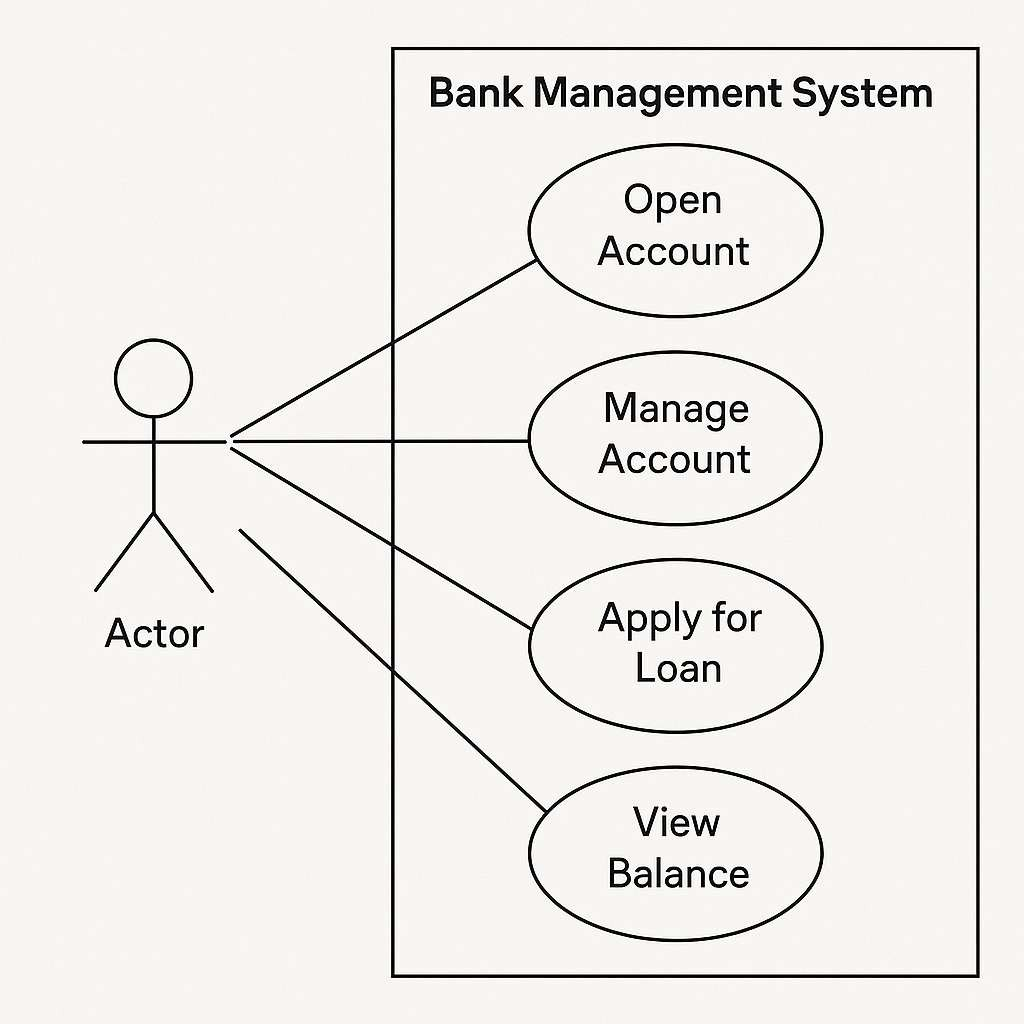 Bank Management System
Open
Account
Manage
Account
Apply for
Loan
View
Balance
Actor